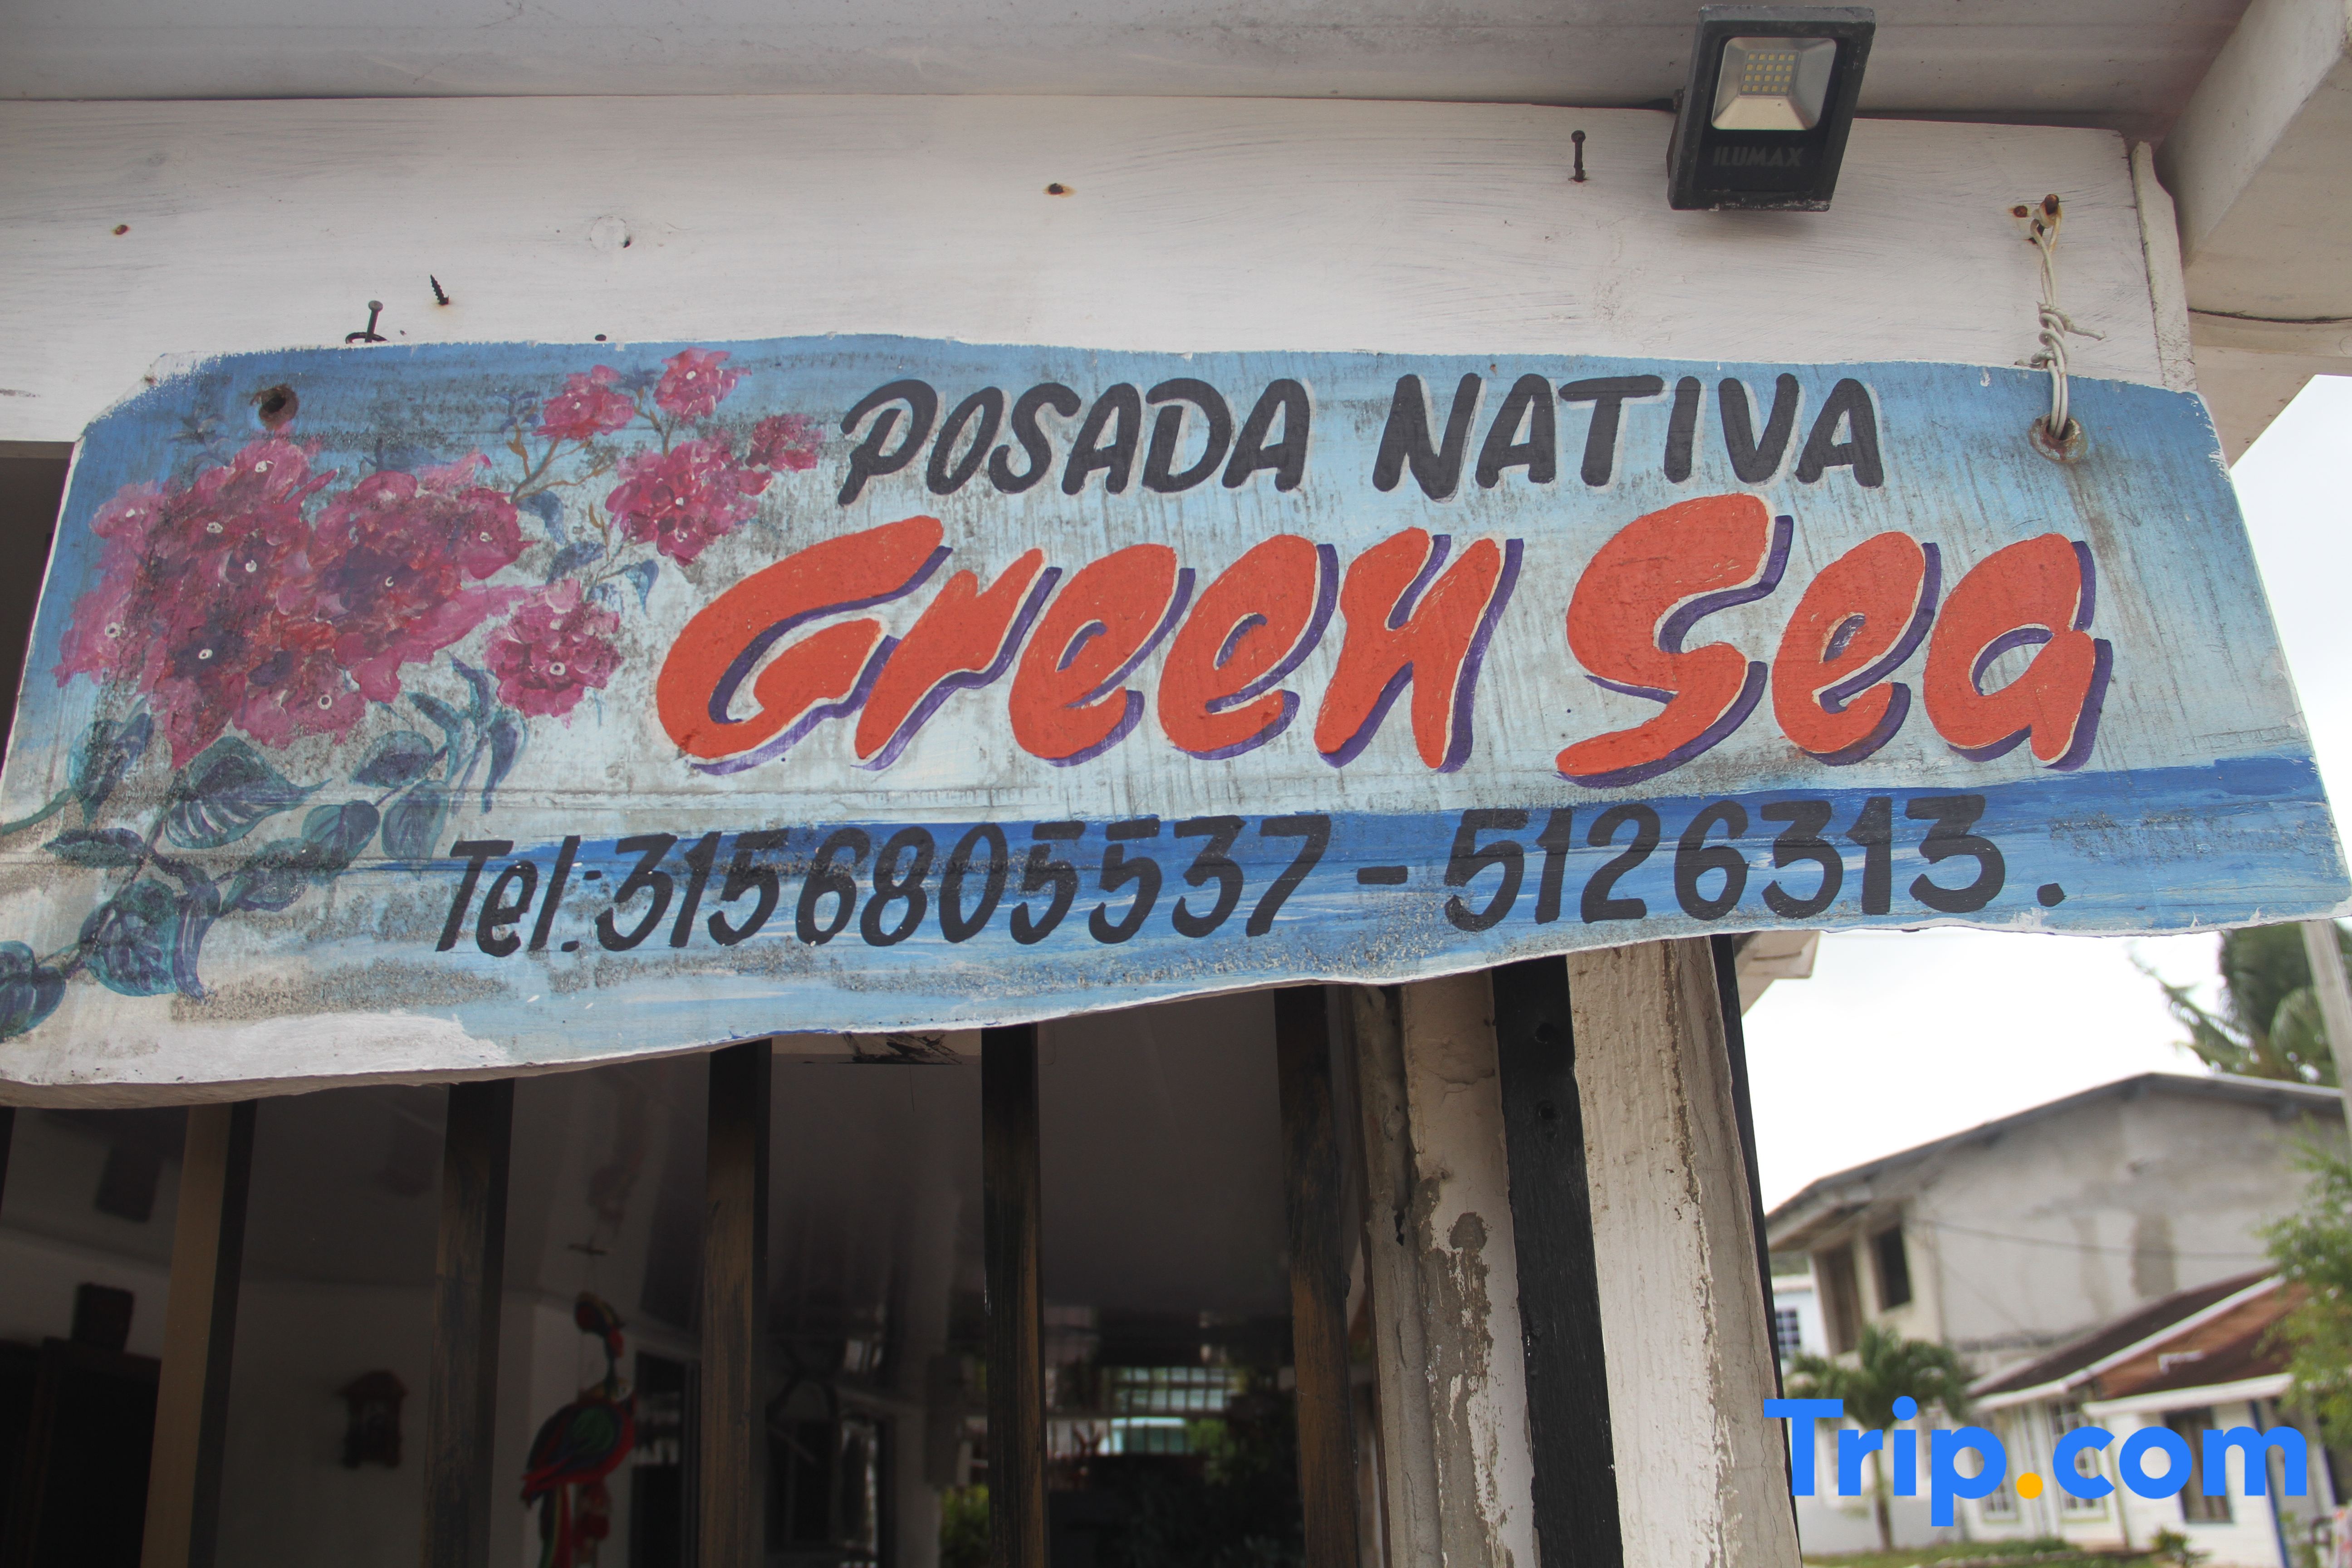 ILUMAX
POSADA NATIVA
Green Sea
Tel: 3156805537 - 5126313.
Trip.com